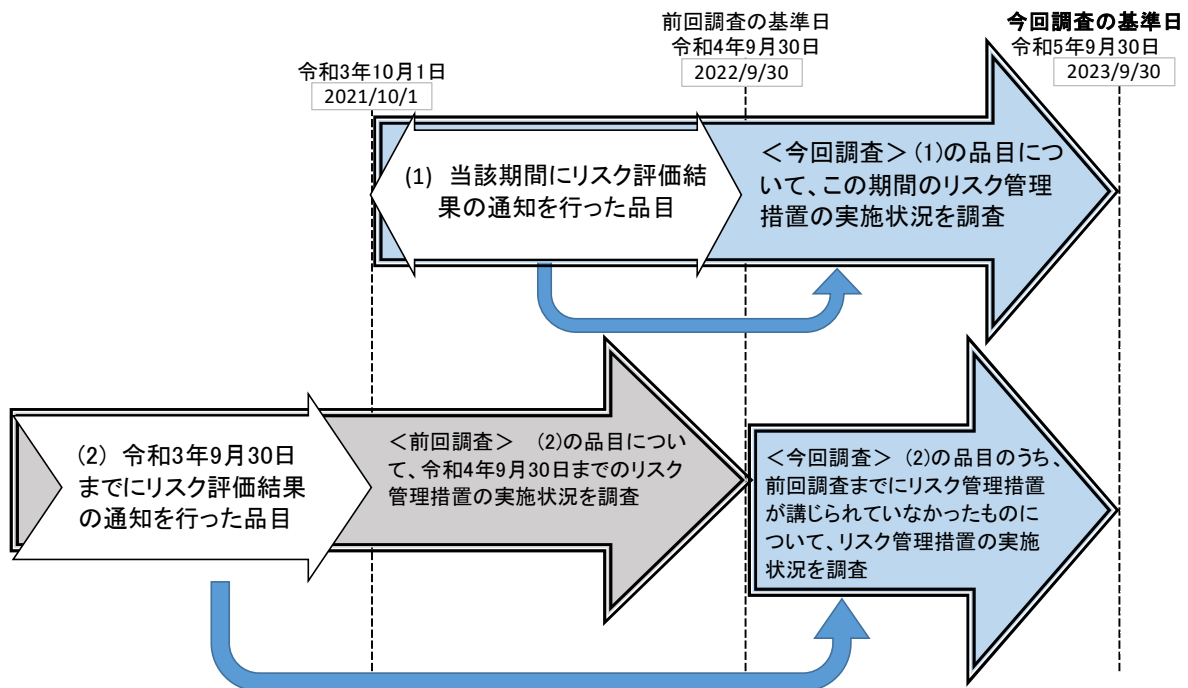 前回調査の基準日
令和4年9月30日
2022/9/30
今回調査の基準日
令和5年9月30日
2023/9/30
令和3年10月1日
2021/10/1
(1) 当該期間にリスク評価結
果の通知を行った品目
＜今回調査＞ (1)の品目につ
いて、この期間のリスク管理
措置の実施状況を調査
(2) 令和3年9月30日
までにリスク評価結果
の通知を行った品目
＜前回調査＞ (2)の品目につい
て、令和4年9月30日までのリスク
管理措置の実施状況を調査
＜今回調査＞ (2)の品目のうち、
前回調査までにリスク管理措置
が講じられていなかったものに
ついて、リスク管理措置の実施
状況を調査